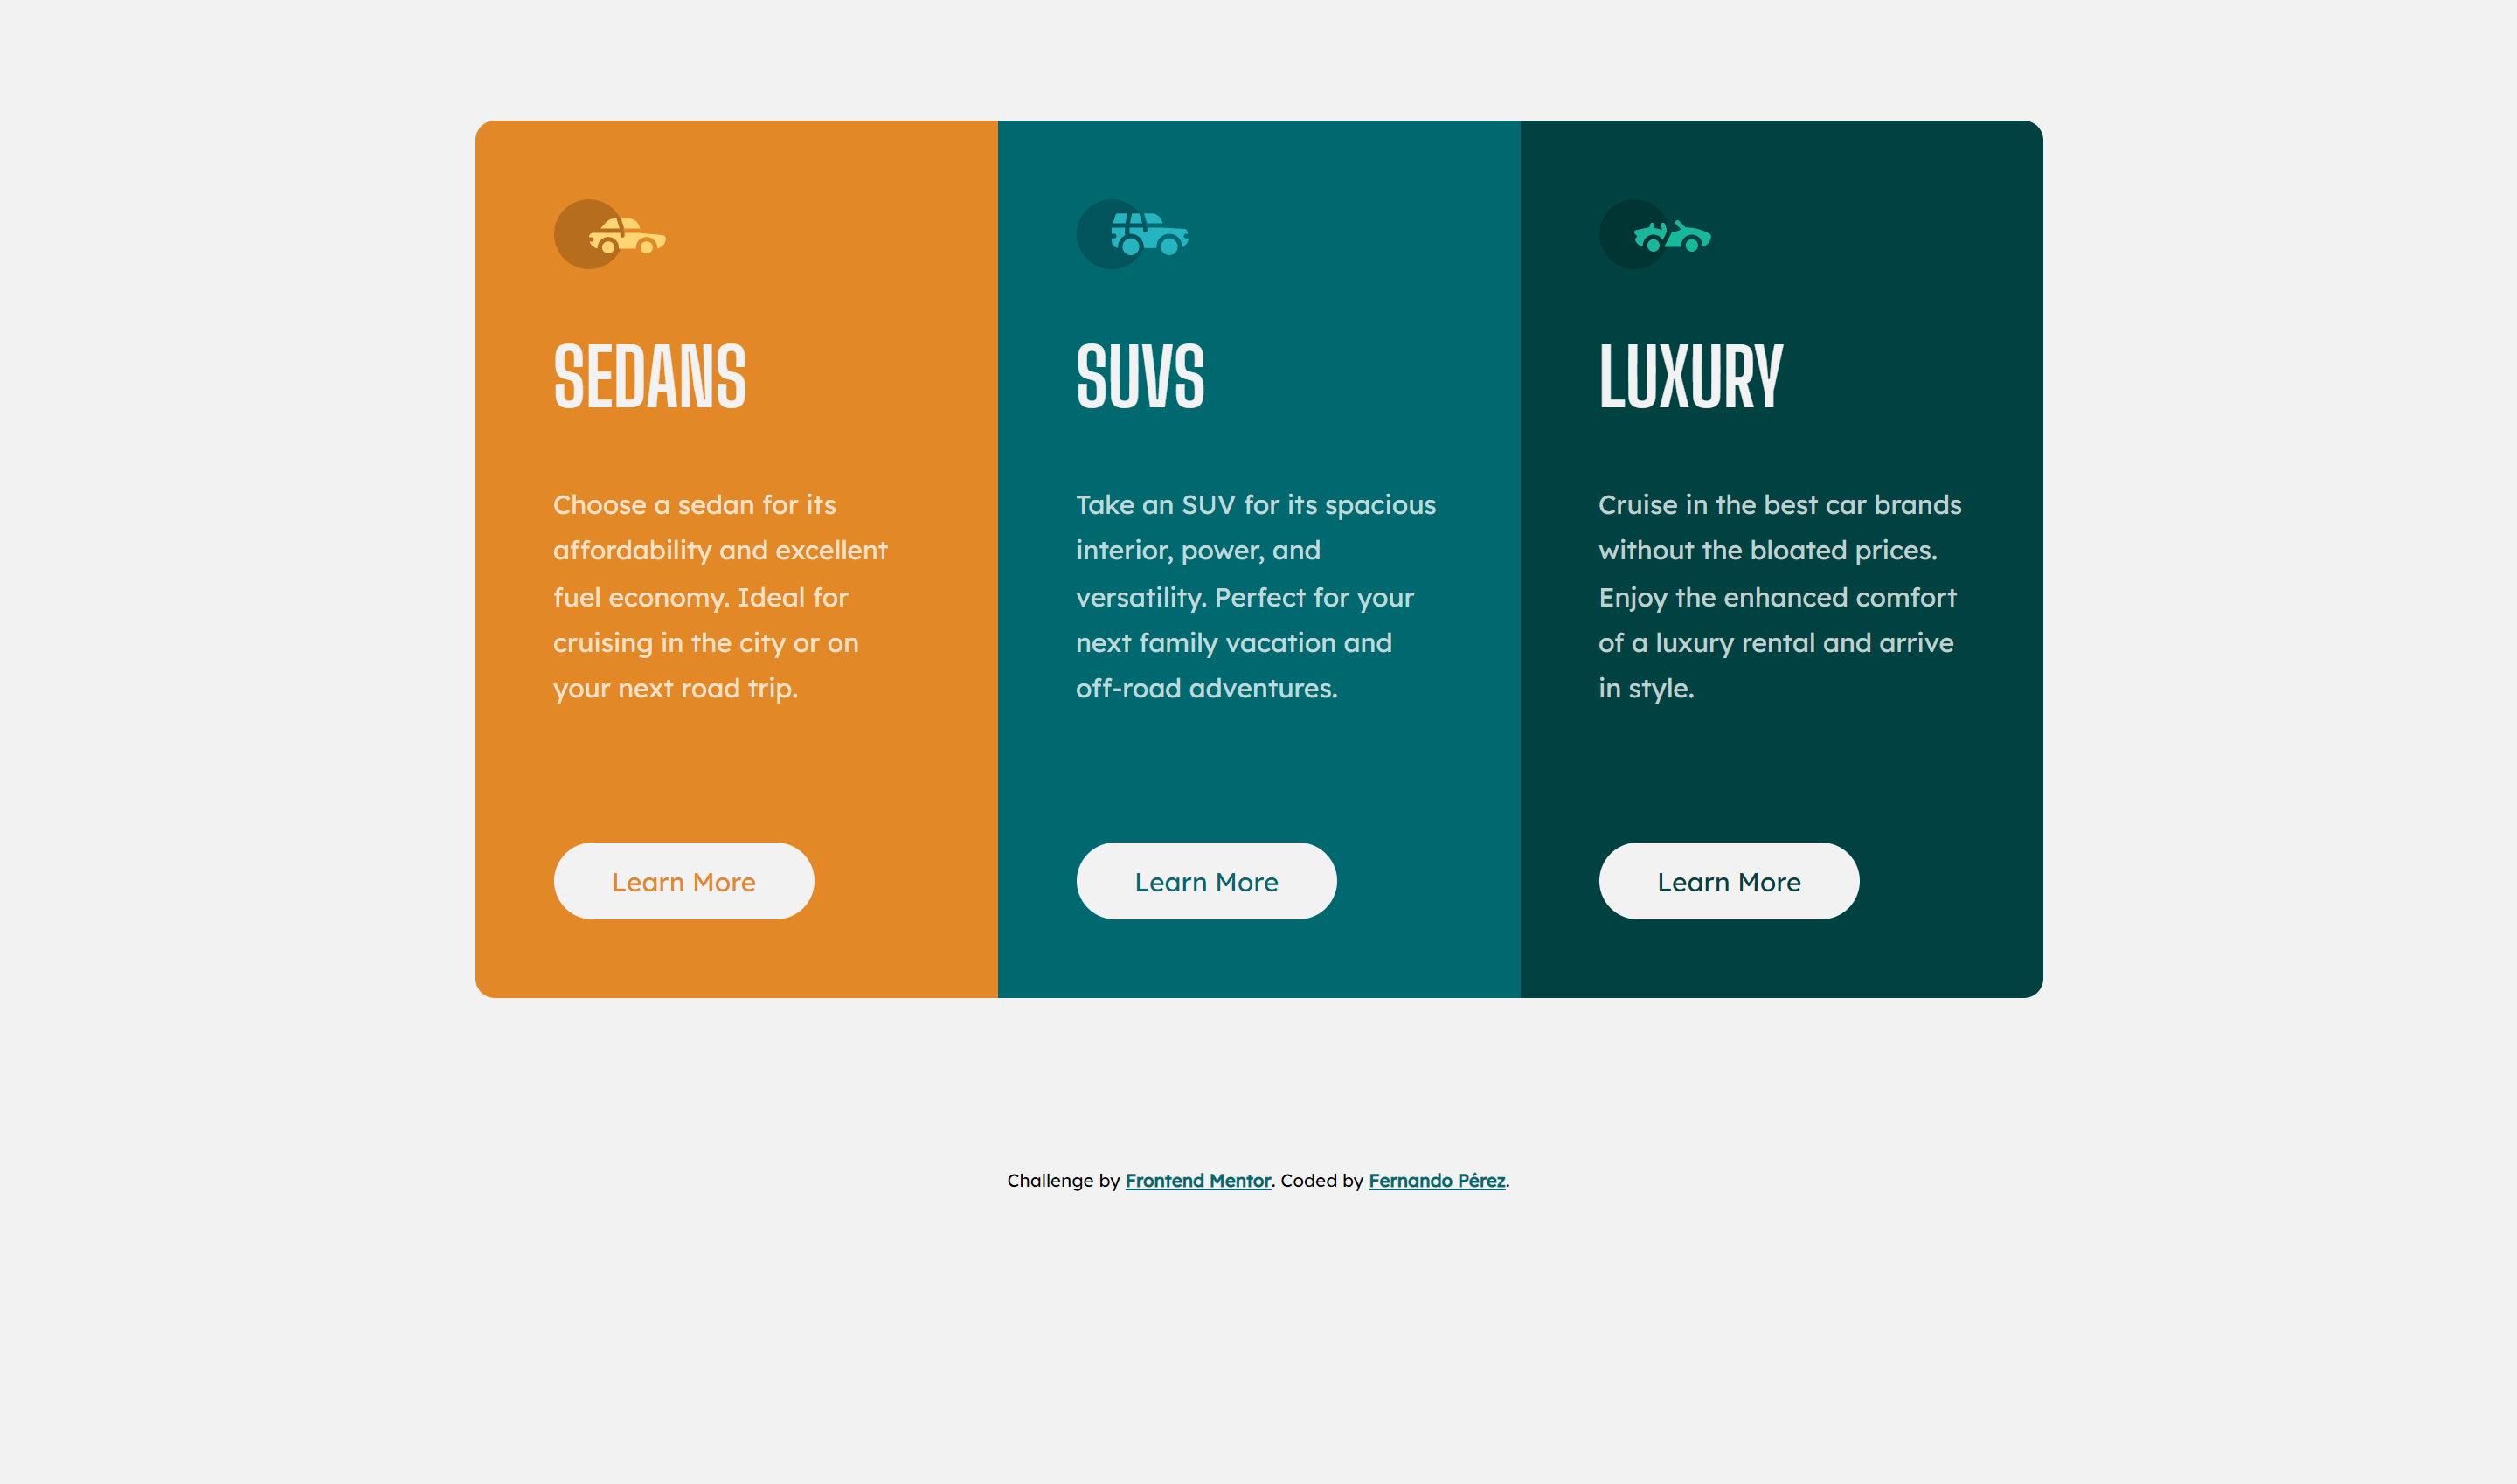 SEDANS
Choose a sedan for its
affordability and excellent
fuel economy. Ideal for
cruising in the city or on
your next road trip.
Learn More
SUVS
Take an SUV for its spacious
interior, power, and
versatility. Perfect for your
next family vacation and
off-road adventures.
Learn More
LUXURY
Cruise in the best car brands
without the bloated prices.
Enjoy the enhanced comfort
of a luxury rental and arrive
in style.
Learn More
Challenge by Frontend Mentor. Coded by Fernando Pérez.